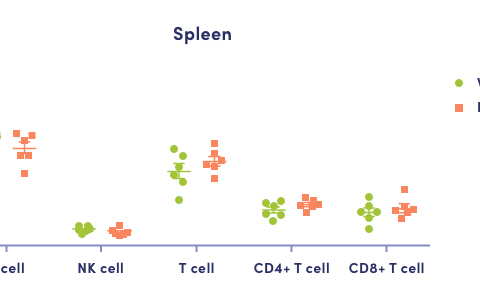 Spleen
cell
NK cell
T cell
CD4+ T cell
CD8+ T cell